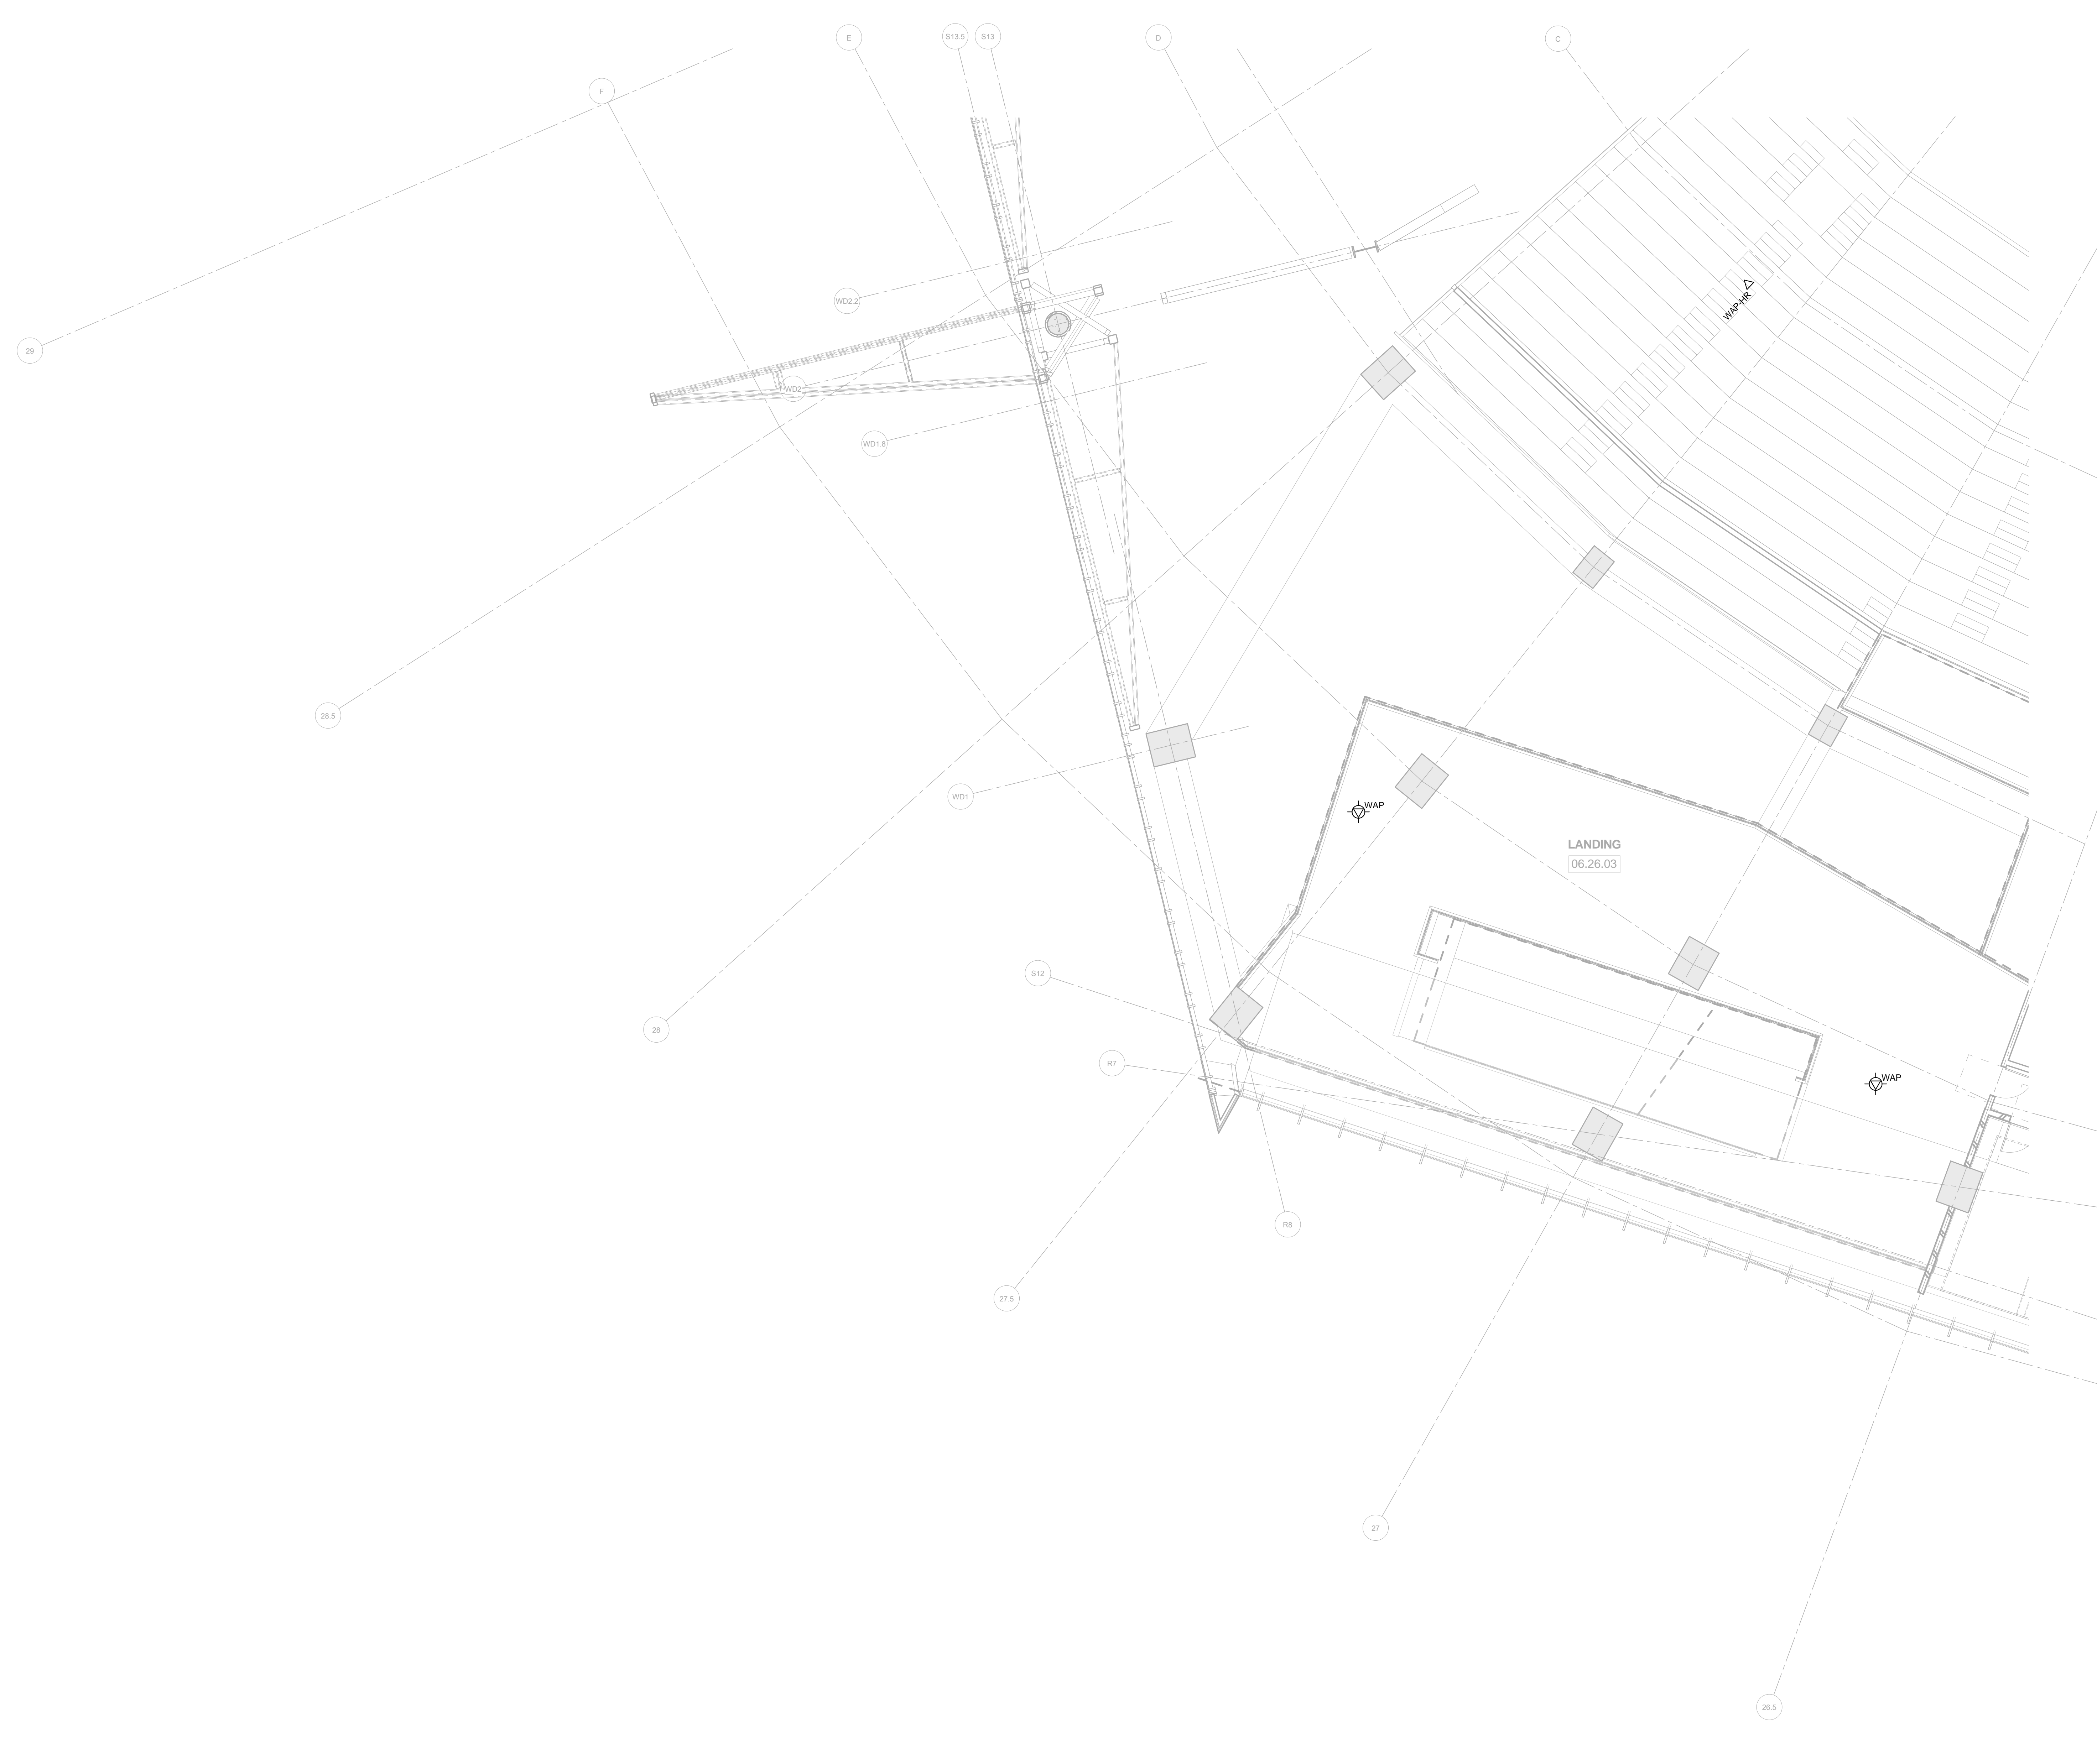 E
S13.5
S13
D
C
F
WD2.2
WAP-HR
29
WD2
WD1.8
28.5
WD1
WAP
LANDING
06.26.03
S12
28
R7
WAP
R8
27.5
27
26.5